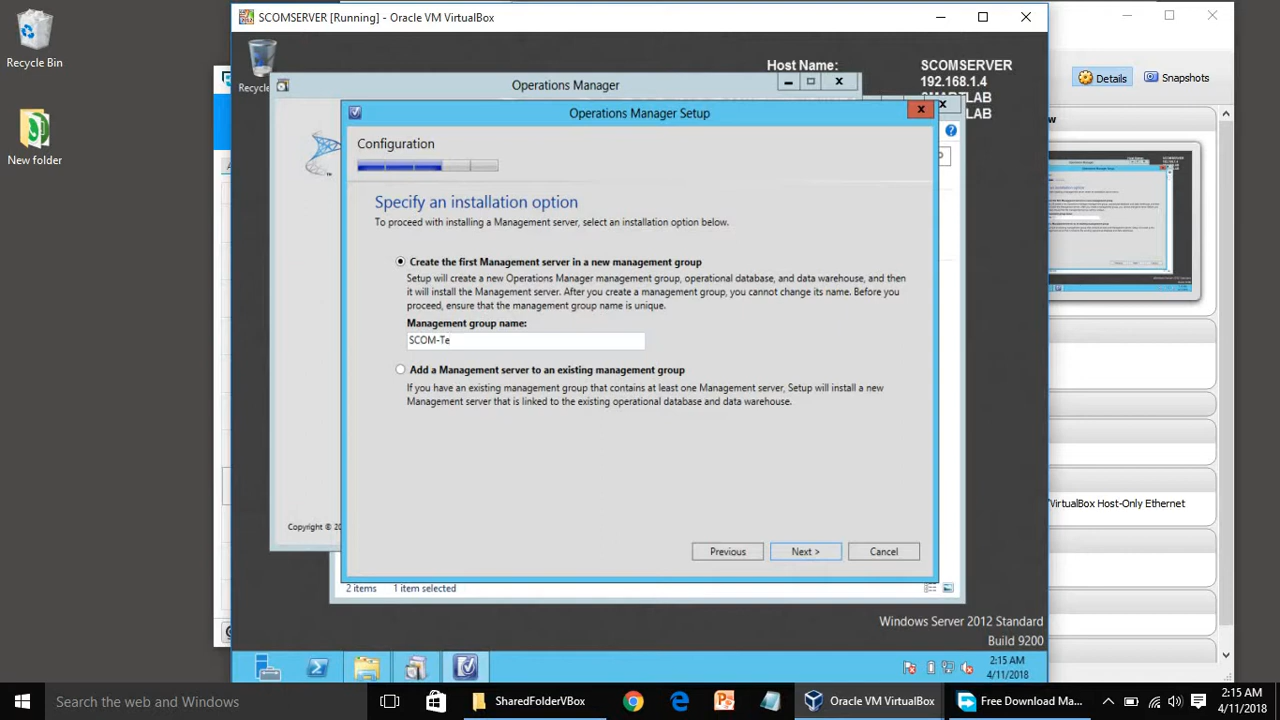 SCOMSERVER [Running] - Oracle VM VirtualBox
Recycle Bin
New folder
Recycle
Host Name:
SCOMSERVER
192.168.1.4
LAB
Details
Snapshots
Operations Manager
Operations Manager Setup
Configuration
Specify an installation option
To proceed with installing a Management server, select an installation option below.
Create the first Management server in a new management group
Setup will create a new Operations Manager management group, operational database, and data warehouse, and then
it will install the Management server. After you create a management group, you cannot change its name. Before you
proceed, ensure that the management group name is unique.
Management group name:
SCOM-Te
Add a Management server to an existing management group
If you have an existing management group that contains at least one Management server, Setup will install a new
Management server that is linked to the existing operational database and data warehouse.
VirtualBox Host-Only Ethernet
Copyright © 20
Previous
Next >
Cancel
2 items
1 item selected
Windows Server 2012 Standard
Build 9200
2:15 AM
4/11/2018
Search the web and Windows
SharedFolderVBox
Oracle VM VirtualBox
Free Download Ma...
2:15 AM
4/11/2018